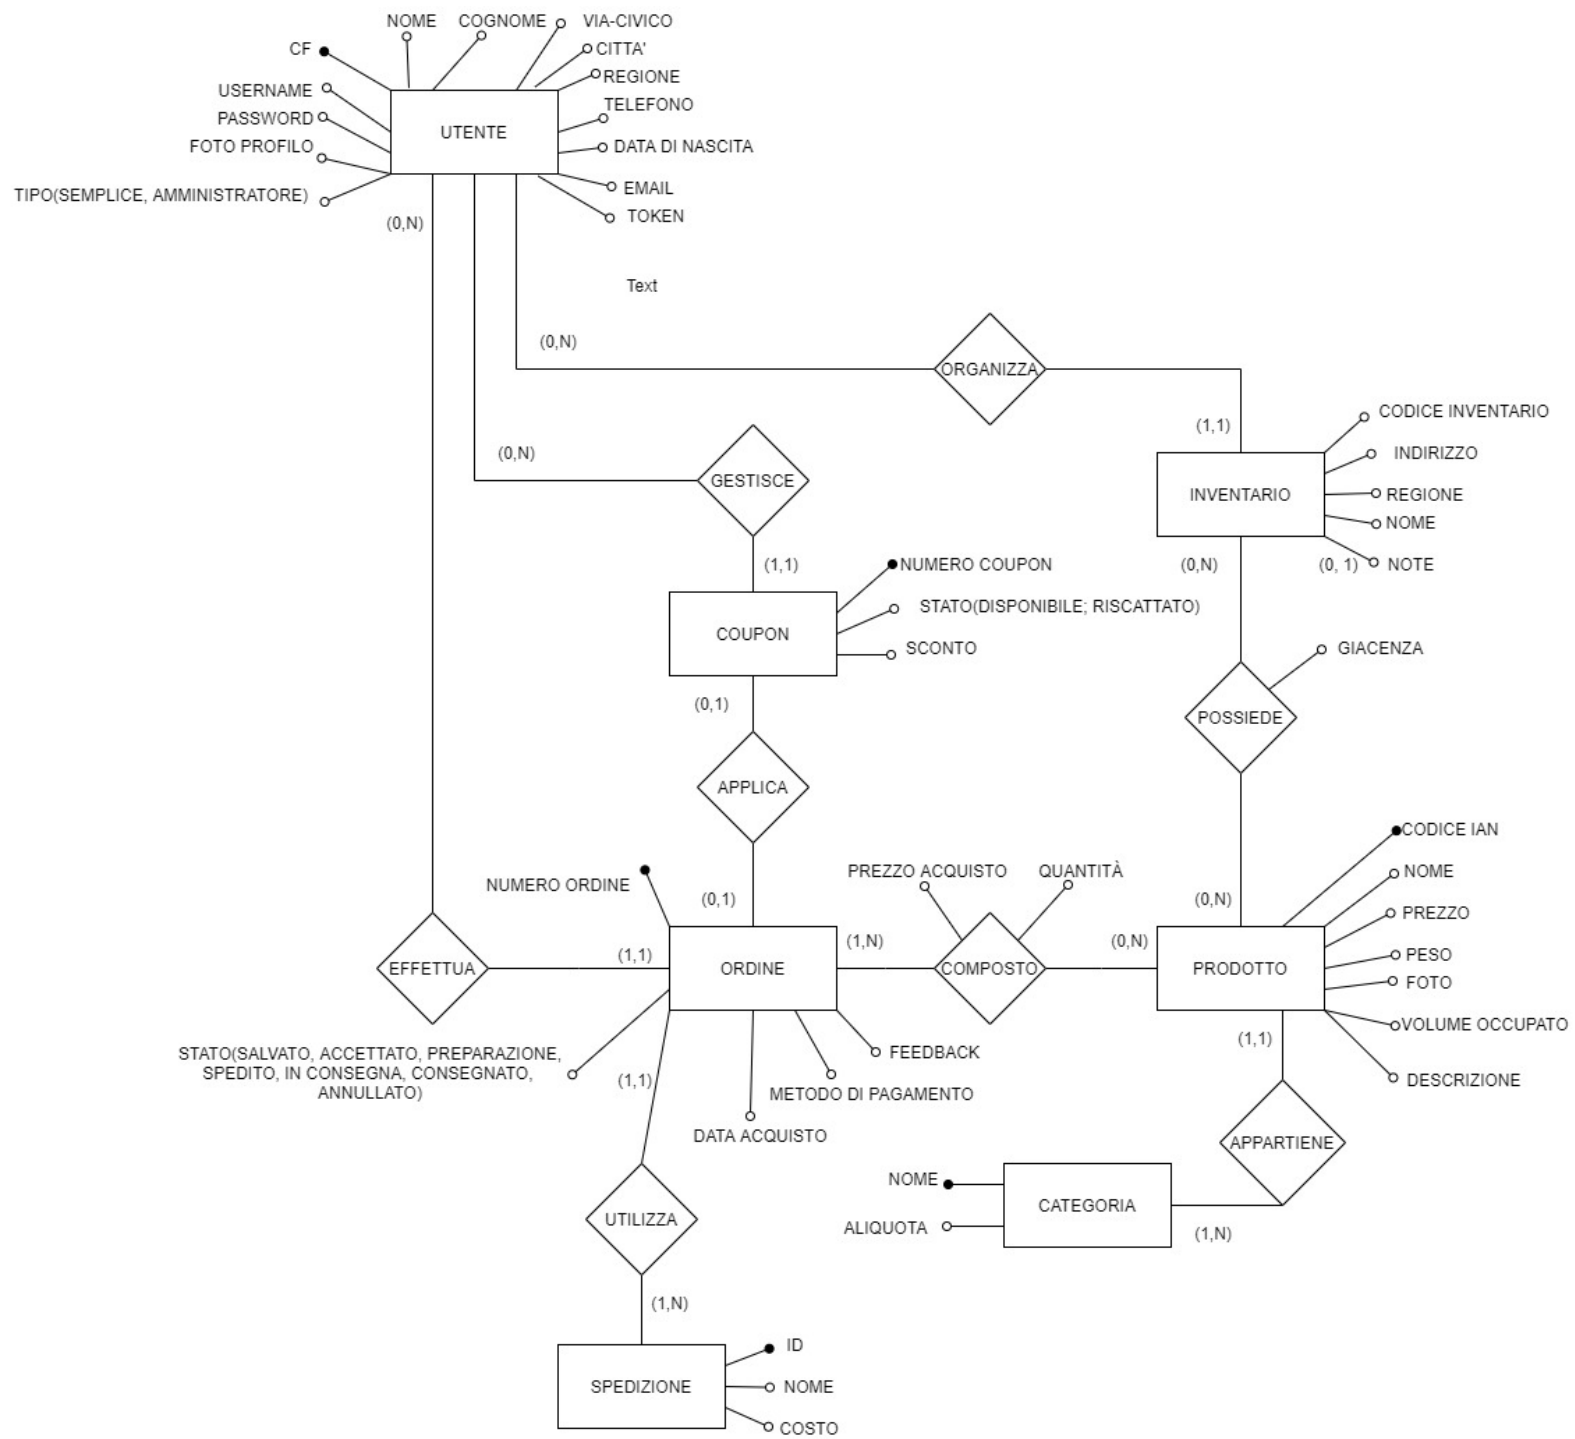 NOME
COGNOME
VIA-CIVICO
CF
CITTA'
REGIONE
USERNAME
TELEFONO
PASSWORD
UTENTE
FOTO PROFILO
DATA DI NASCITA
TIPO(SEMPLICE, AMMINISTRATORE)
EMAIL
TOKEN
(0,N)
Text
(0,N)
ORGANIZZA
(1,1)
CODICE INVENTARIO
(0,N)
GESTISCE
INDIRIZZO
INVENTARIO
REGIONE
NOME
(1,1)
NUMERO COUPON
(0,N)
(0, 1)
NOTE
STATO(DISPONIBILE; RISCATTATO)
COUPON
SCONTO
GIACENZA
(0,1)
POSSIEDE
APPLICA
CODICE IAN
NUMERO ORDINE
PREZZO ACQUISTO
QUANTITÀ
NOME
(0,1)
(0,N)
PREZZO
(1,1)
(1,N)
(0,N)
PESO
EFFETTUA
ORDINE
COMPOSTO
PRODOTTO
FOTO
VOLUME OCCUPATO
STATO(SALVATO, ACCETTATO, PREPARAZIONE,
SPEDITO, IN CONSEGNA, CONSEGNATO,
ANNULLATO)
(1,1)
FEEDBACK
(1,1)
METODO DI PAGAMENTO
DESCRIZIONE
DATA ACQUISTO
APPARTIENE
NOME
CATEGORIA
ALIQUOTA
(1,N)
UTILIZZA
(1,N)
ID
SPEDIZIONE
NOME
COSTO